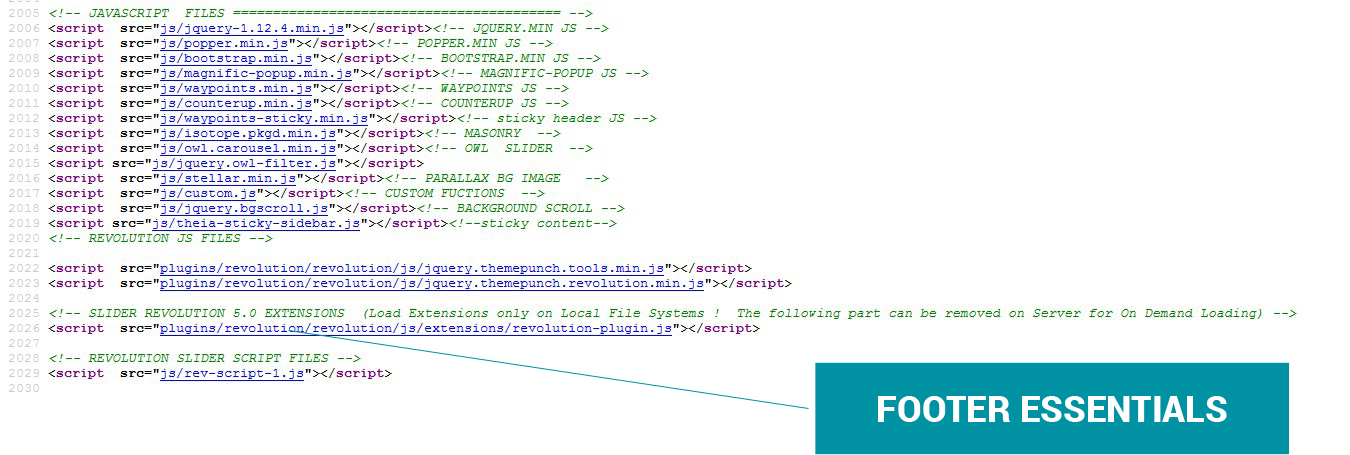 2005 <!-- JAVASCRIPT  FILES ========================================= -->
2006 <script  src="js/jquery-1.12.4.min.js"></script><!-- JQUERY.MIN JS -->
2007 <script  src="js/popper.min.js"></script><!-- POPPER.MIN JS -->
2008 <script  src="js/bootstrap.min.js"></script><!-- BOOTSTRAP.MIN JS -->
2009 <script  src="js/magnific-popup.min.js"></script><!-- MAGNIFIC-POPUP JS -->
2010 <script  src="js/waypoints.min.js"></script><!-- WAYPOINTS JS -->
2011 <script  src="js/counterup.min.js"></script><!-- COUNTERUP JS -->
2012 <script  src="js/waypoints-sticky.min.js"></script><!-- sticky header JS -->
2013 <script  src="js/isotope.pkgd.min.js"></script><!-- MASONRY  -->
2014 <script  src="js/owl.carousel.min.js"></script><!-- OWL  SLIDER  -->
2015 <script src="js/jquery.owl-filter.js"></script>
2016 <script  src="js/stellar.min.js"></script><!-- PARALLAX BG IMAGE   -->
2017 <script  src="js/custom.js"></script><!-- CUSTOM FUCTIONS  -->
2018 <script  src="js/jquery.bgscroll.js"></script><!-- BACKGROUND SCROLL -->
2019 <script src="js/theia-sticky-sidebar.js"></script><!--sticky content-->
2020 <!-- REVOLUTION JS FILES -->
2021
2022 <script  src="plugins/revolution/revolution/js/jquery.themepunch.tools.min.js"></script>
2023 <script  src="plugins/revolution/revolution/js/jquery.themepunch.revolution.min.js"></script>
2024
2025 <!-- SLIDER REVOLUTION 5.0 EXTENSIONS  (Load Extensions only on Local File Systems !  The following part can be removed on Server for On Demand Loading) -->
2026 <script  src="plugins/revolution/revolution/js/extensions/revolution-plugin.js"></script>
2027
2028 <!-- REVOLUTION SLIDER SCRIPT FILES -->
2029 <script  src="js/rev-script-1.js"></script>
2030
FOOTER ESSENTIALS